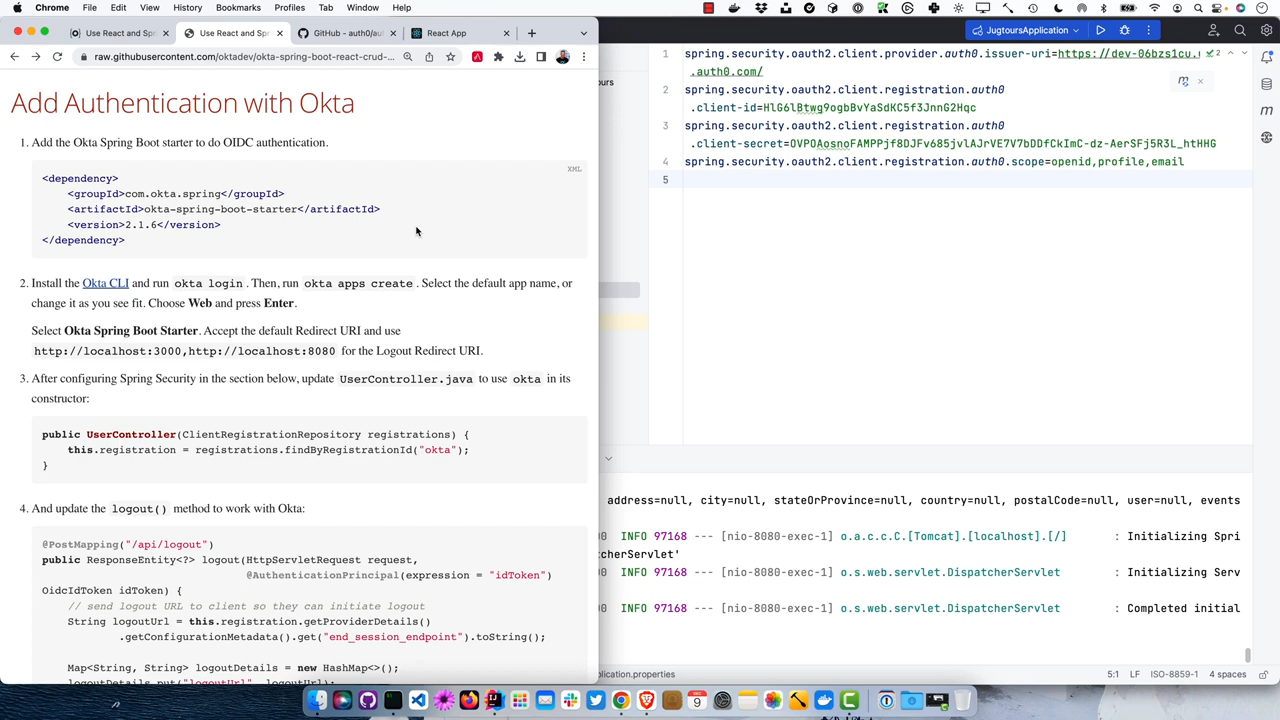 Chrome File Edit View History Bookmarks Profiles Tab Window Help
Use React and Spr
Use React and Spr
GitHub - auth0/au
React App
raw.githubusercontent.com/oktadev/okta-spring-boot-react-crud-
Add Authentication with Okta
1. Add the Okta Spring Boot starter to do OIDC authentication.
XML
<dependency>
<groupId>com.okta.spring</groupId>
<artifactId>okta-spring-boot-starter</artifactId>
<version>2.1.6</version>
</dependency>
2. Install the Okta CLI and run okta login. Then, run okta apps create. Select the default app name, or
change it as you see fit. Choose Web and press Enter.
Select Okta Spring Boot Starter. Accept the default Redirect URI and use
http://localhost:3000,http://localhost:8080 for the Logout Redirect URI.
3. After configuring Spring Security in the section below, update UserController.java to use okta in its
constructor:
public UserController(ClientRegistrationRepository registrations) {
this.registration = registrations.findByRegistrationId("okta");
}
4. And update the logout() method to work with Okta:
@PostMapping("/api/logout")
public ResponseEntity<?> logout(HttpServletRequest request,
@AuthenticationPrincipal(expression = "idToken")
OidcIdToken idToken) {
// send logout URL to client so they can initiate logout
String logoutUrl = this.registration.getProviderDetails()
.getConfigurationMetadata().get("end_session_endpoint").toString();
Map<String, String> logoutDetails = new HashMap<>();
logoutDetails.put("logoutUrl", logoutUrl);
JugtoursApplication
ours
1 spring.security.oauth2.client.provider.auth0.issuer-uri=https://dev-06bzs1cu.
.auth0.com/
2 spring.security.oauth2.client.registration.auth0
.client-id=HlG6lBtwg9ogbBvYaSdKC5f3JnnG2Hqc
3 spring.security.oauth2.client.registration.auth0
.client-secret=OVPOAosnoFAMPPjf8DJFv685jvlAJrVE7V7bDDfCkImC-dz-AerSFj5R3L_htHHG
4 spring.security.oauth2.client.registration.auth0.scope=openid,profile,email
5
2
m
address=null, city=null, stateOrProvince=null, country=null, postalCode=null, user=null, events
INFO 97168 --- [nio-8080-exec-1] o.a.c.c.C.[Tomcat].[localhost].[/] : Initializing Spri
cherServlet'
INFO 97168 --- [nio-8080-exec-1] o.s.web.servlet.DispatcherServlet : Initializing Serv
INFO 97168 --- [nio-8080-exec-1] o.s.web.servlet.DispatcherServlet : Completed initial
plication.properties 5:1 LF ISO-8859-1 4 spaces